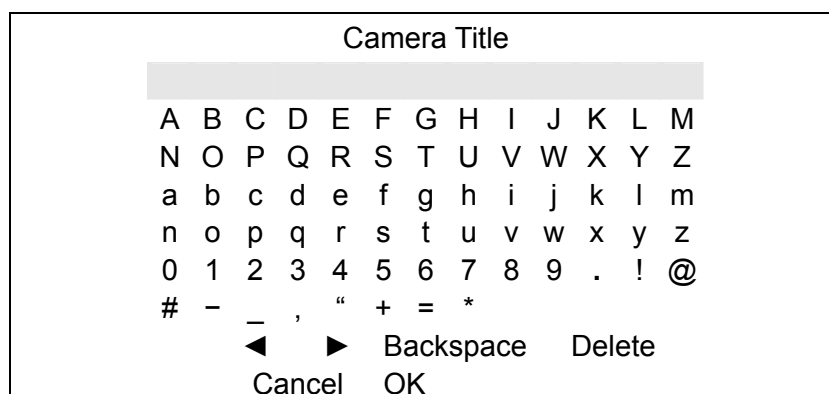 Camera Title
A B C D E F G H I J K L M
N O P Q R S T U V W X Y Z
a b c d e f g h i j k l m
n o p q r s t u v w x y z
0 1 2 3 4 5 6 7 8 9 . ! @
# − _ , “ + = *
◄ ► Backspace Delete
Cancel OK